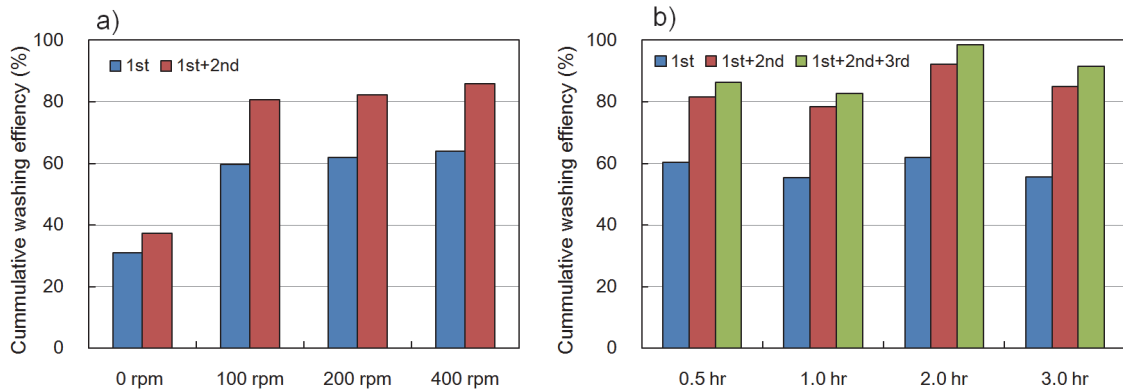 a)
Cummulative washing effiency (%)
100
80
60
40
20
0
1st 1st+2nd
0 rpm 100 rpm 200 rpm 400 rpm
b)
Cummulative washing effiency (%)
100
80
60
40
20
0
1st 1st+2nd 1st+2nd+3rd
0.5 hr 1.0 hr 2.0 hr 3.0 hr